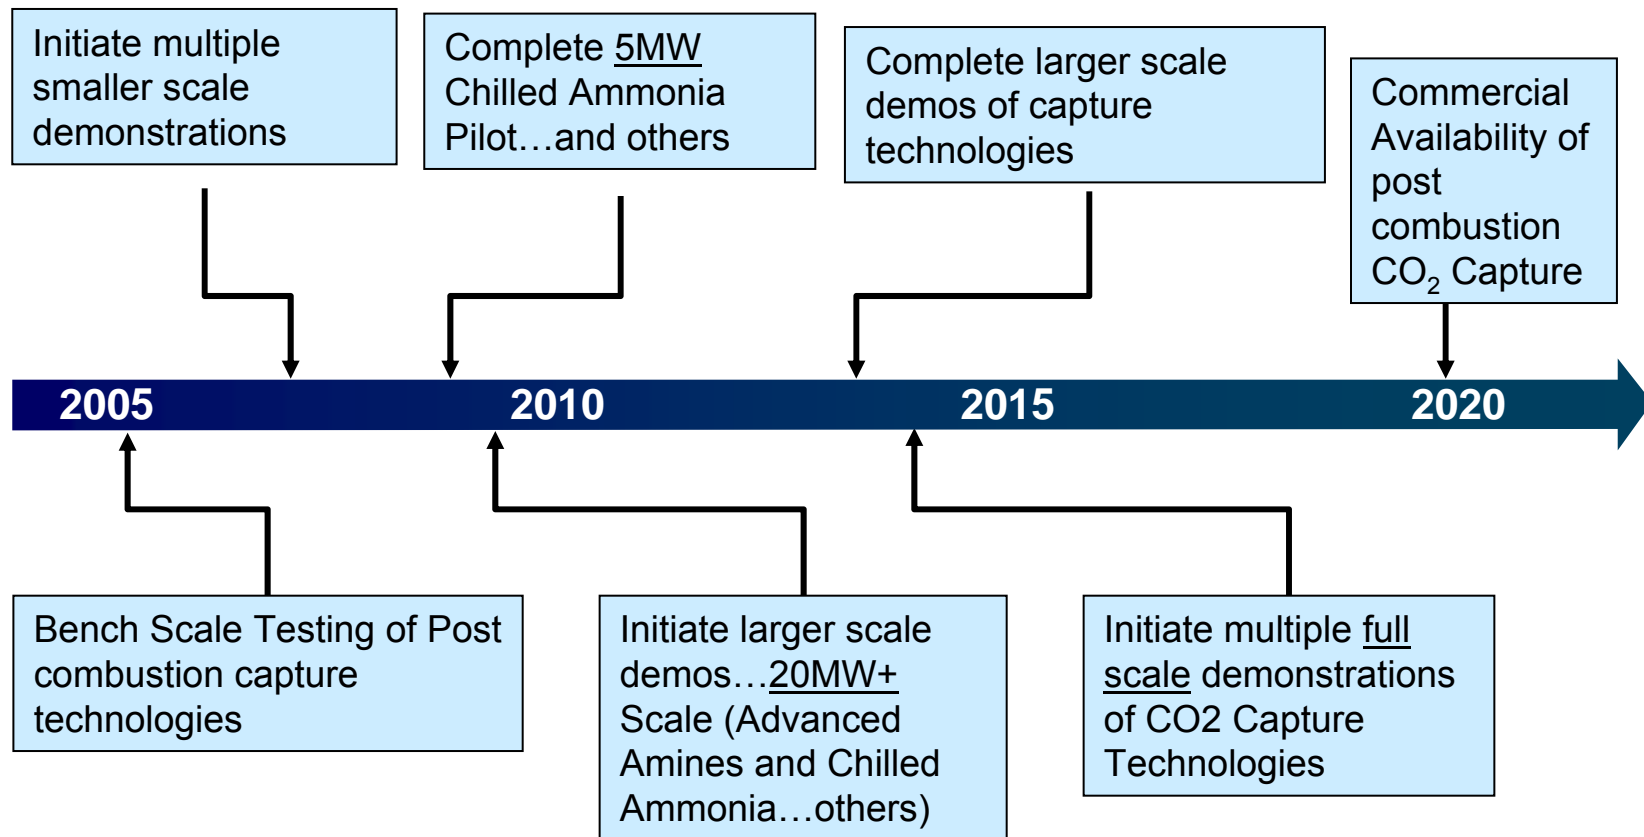 Initiate multiple
smaller scale
demonstrations
Complete 5MW
Chilled Ammonia
Pilot…and others
Complete larger scale
demos of capture
technologies
Commercial
Availability of
post
combustion
CO₂ Capture
2005
2010
2015
2020
Bench Scale Testing of Post
combustion capture
technologies
Initiate larger scale
demos…20MW+
Scale (Advanced
Amines and Chilled
Ammonia…others)
Initiate multiple full
scale demonstrations
of CO2 Capture
Technologies